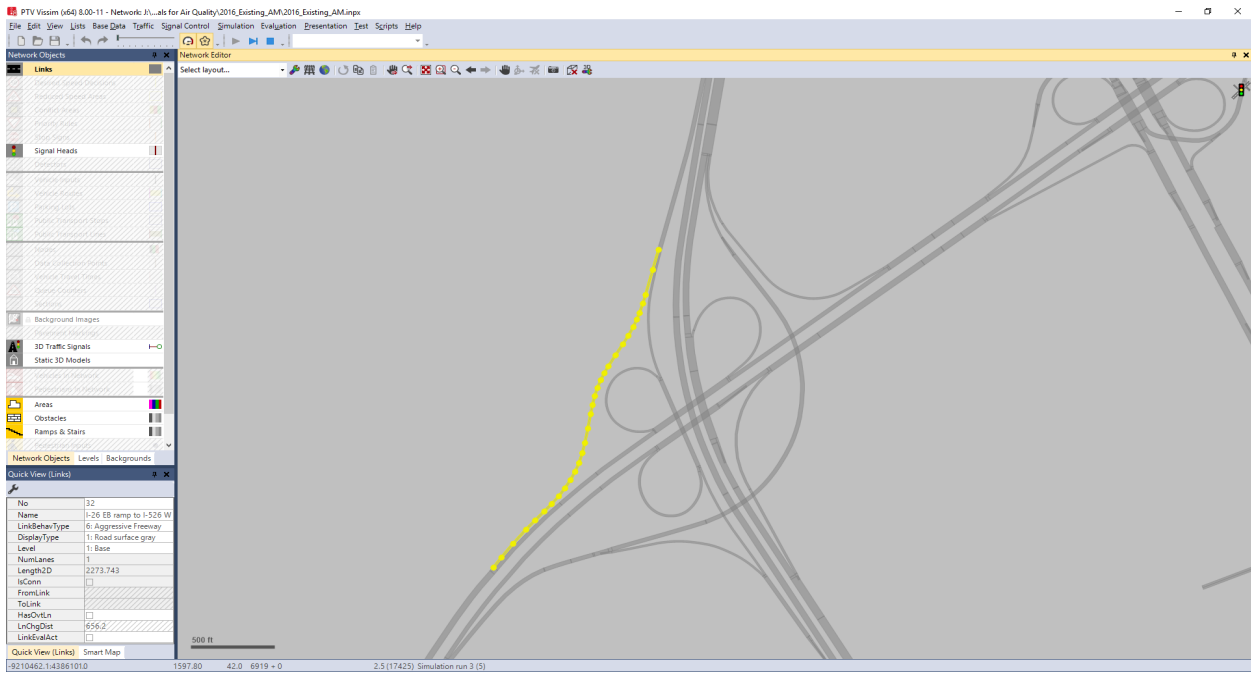 PTV Vissim (x64) 8.00-11 - Network: J:\...als for Air Quality\2016_Existing_AM\2016_Existing_AM.inpx
File Edit View Lists Base Data Traffic Signal Control Simulation Evaluation Presentation Test Scripts Help
Network Objects
Network Editor
Links
Select layout...
Signal Heads
Background Images
3D Traffic Signals
Static 3D Models
Areas
Obstacles
Ramps & Stairs
Network Objects Levels Backgrounds
Quick View (Links)
No 32
Name I-26 EB ramp to I-526 W
LinkBehavType 6: Aggressive Freeway
DisplayType 1: Road surface gray
Level 1: Base
NumLanes 1
Length2D 2273.743
IsConn
FromLink
ToLink
HasOvtLn
LnChgDist 656.2
LinkEvalAct
500 ft
Quick View (Links) Smart Map
-9210462.1:4386101.0 1597.80 42.0 6919 + 0 2.5 (17425) Simulation run 3 (5)